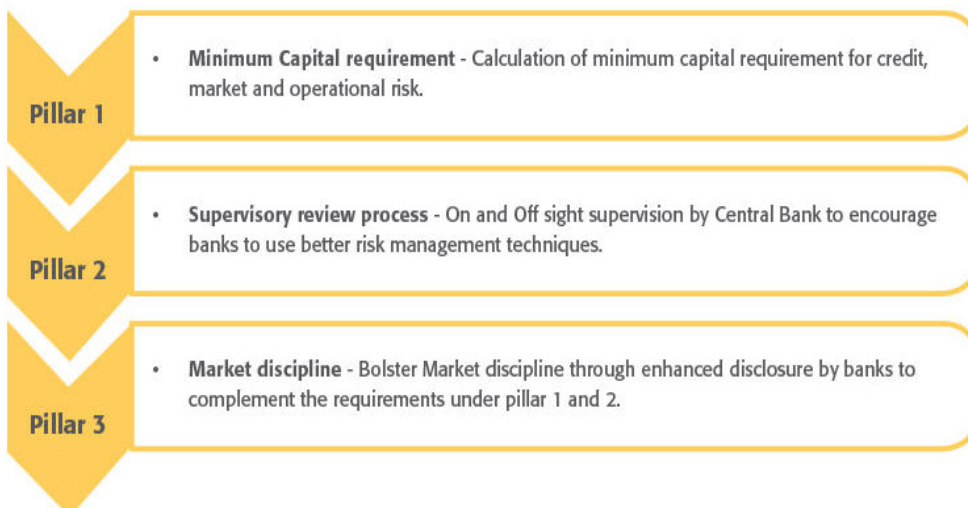 Pillar 1
• Minimum Capital requirement - Calculation of minimum capital requirement for credit,
market and operational risk.
Pillar 2
• Supervisory review process - On and Off sight supervision by Central Bank to encourage
banks to use better risk management techniques.
Pillar 3
• Market discipline - Bolster Market discipline through enhanced disclosure by banks to
complement the requirements under pillar 1 and 2.